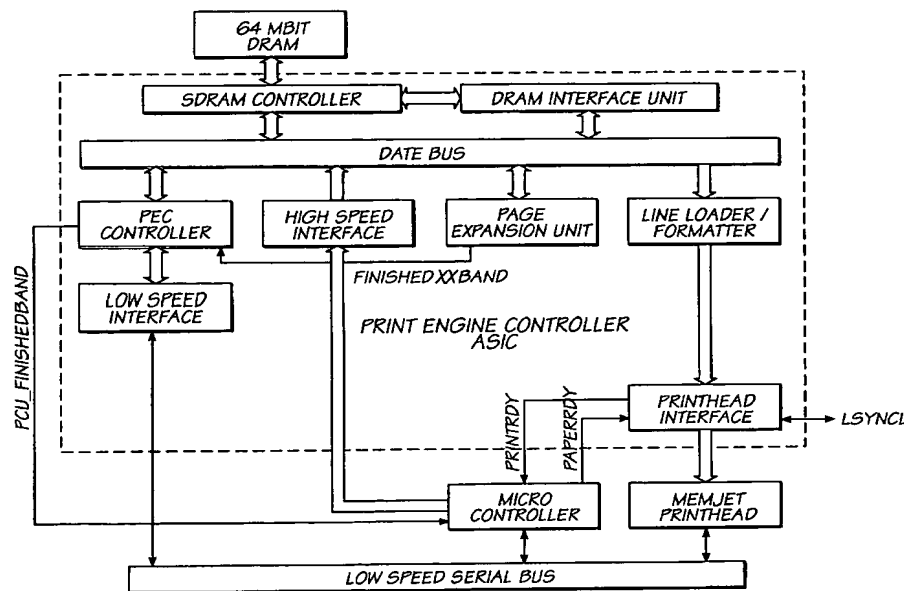 64 MBIT
DRAM
SDRAM CONTROLLER
DRAM INTERFACE UNIT
DATE BUS
PEC
CONTROLLER
HIGH SPEED
INTERFACE
PAGE
EXPANSION UNIT
LINE LOADER /
FORMATTER
FINISHED XXBAND
LOW SPEED
INTERFACE
PCU_FINISHEDBAND
PRINT ENGINE CONTROLLER
ASIC
PRINTRDY
PAPERRDY
PRINTHEAD
INTERFACE
LSYNCL
MICRO
CONTROLLER
MEMJET
PRINTHEAD
LOW SPEED SERIAL BUS